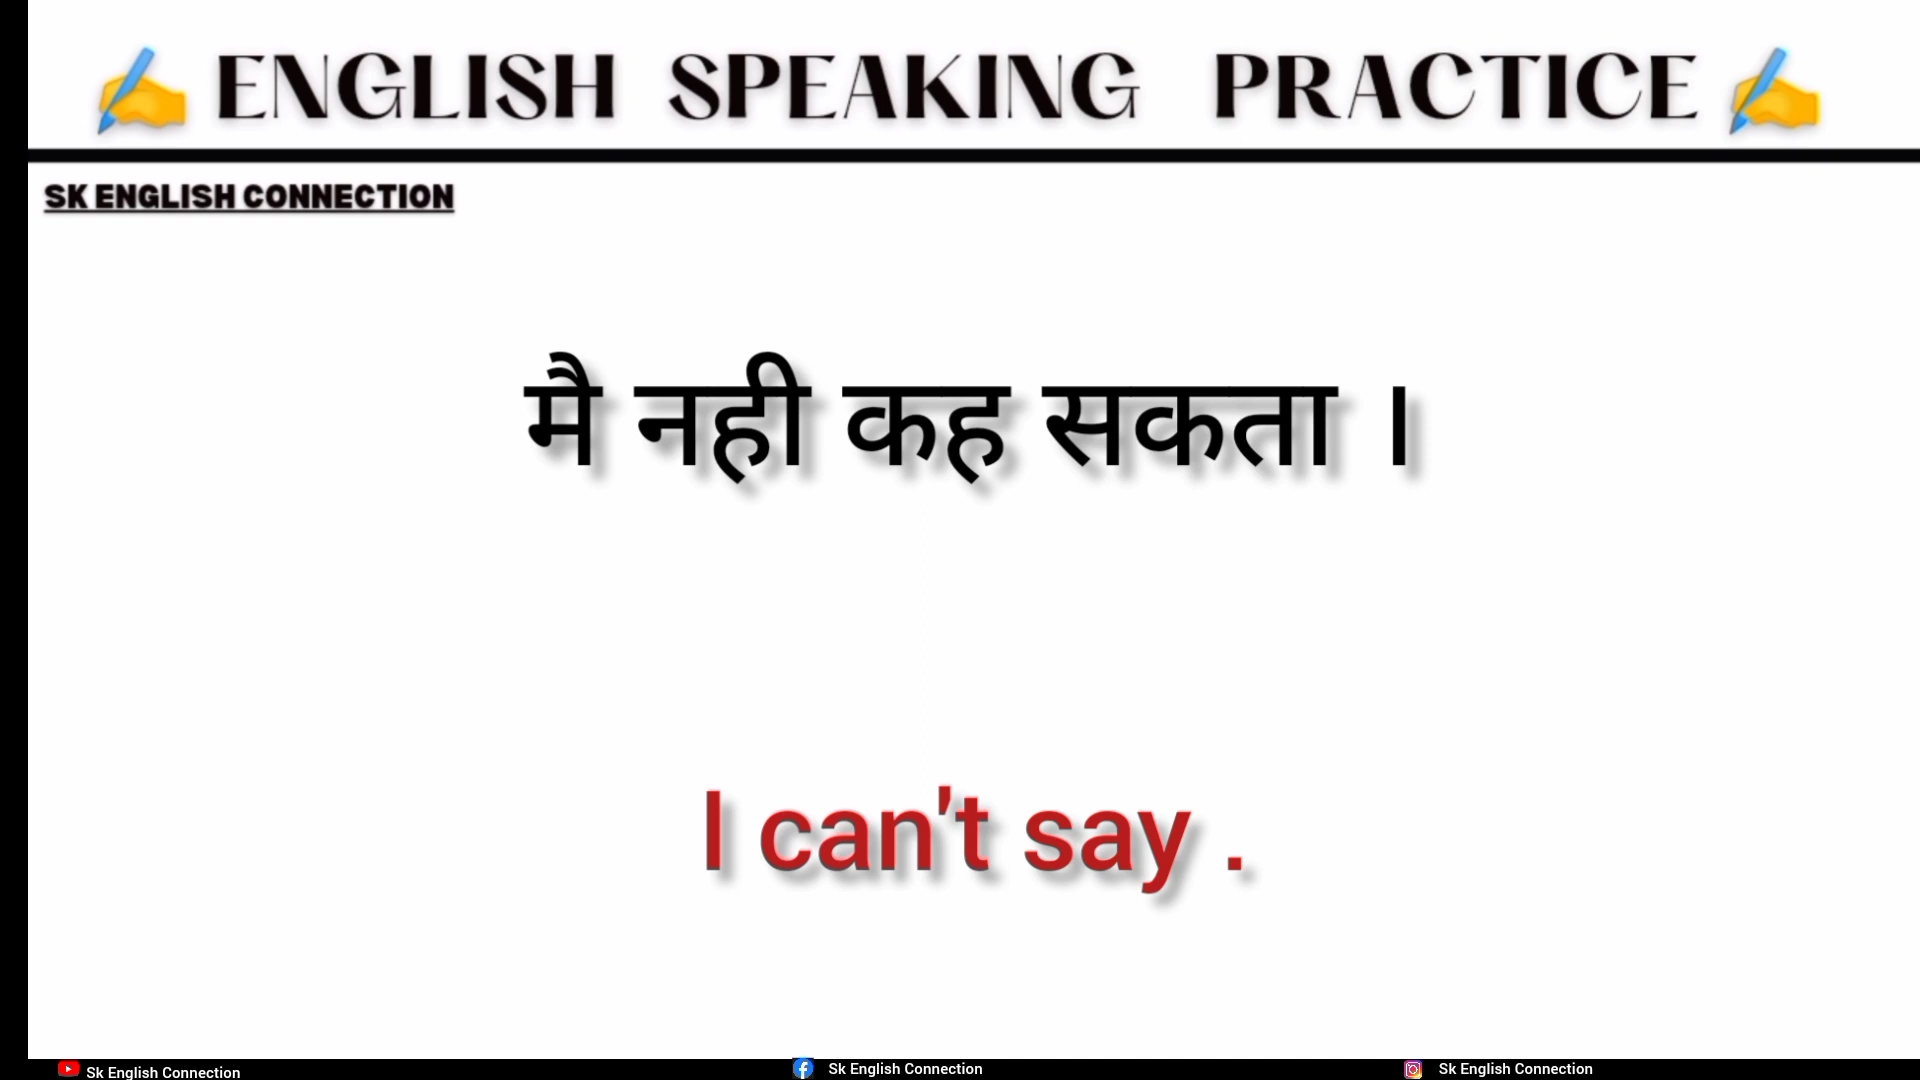 ✍️ ENGLISH SPEAKING PRACTICE ✍️
SK ENGLISH CONNECTION
मै नही कह सकता ।
I can't say .
Sk English Connection
Sk English Connection
Sk English Connection